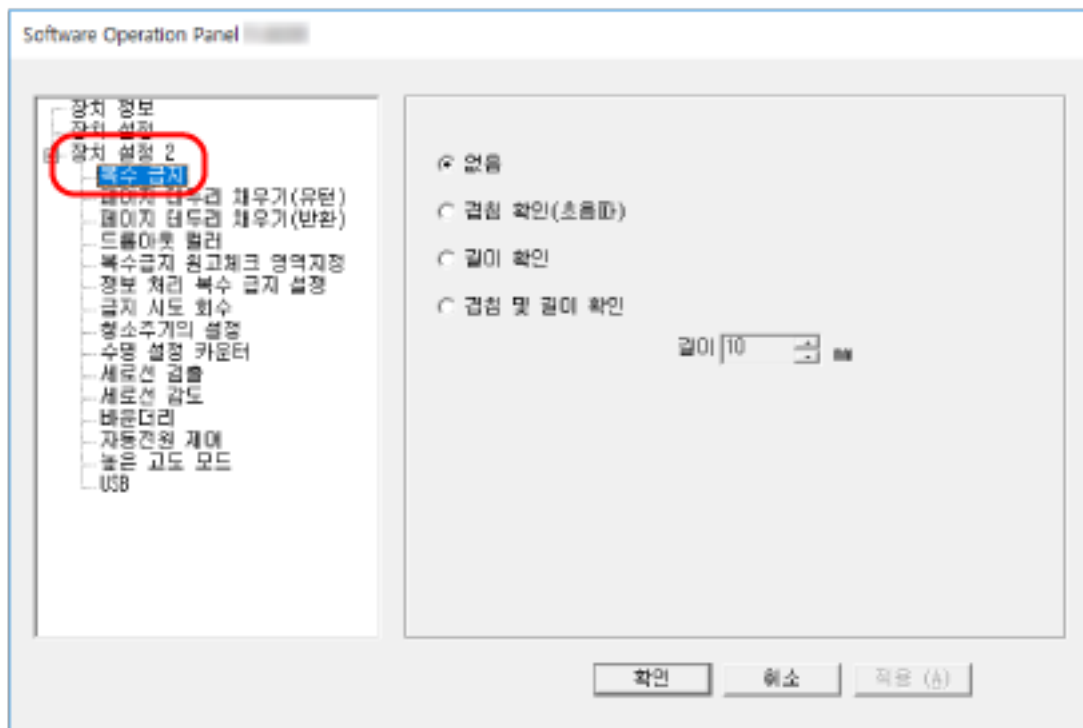 Software Operation Panel
장치 정보
장치 설정
장치 설정 2
복수 급지
페이지 테두리 채우기(유턴)
페이지 테두리 채우기(반환)
드롭아웃 컬러
복수급지 원고체크 영역지정
정보 처리 복수 급지 설정
급지 시도 회수
청소주기의 설정
수명 설정 카운터
세로선 검출
세로선 감도
바운더리
자동전원 제어
높은 고도 모드
USB
없음
겹침 확인(초음파)
길이 확인
겹침 및 길이 확인
길이 10 mm
확인 취소 적용 (A)